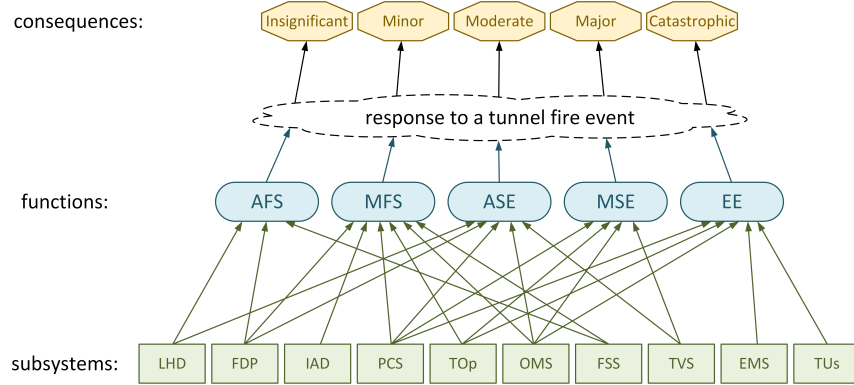 consequences: Insignificant Minor Moderate Major Catastrophic
response to a tunnel fire event
functions: AFS MFS ASE MSE EE
subsystems: LHD FDP IAD PCS TOp OMS FSS TVS EMS TUs